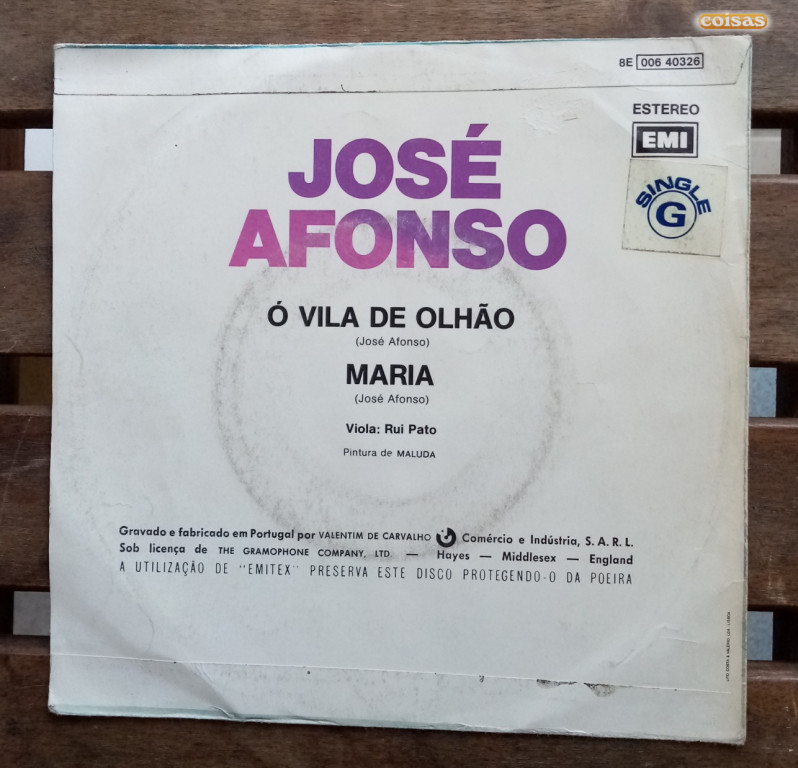 coisas
8E 006 40326
ESTEREO
EMI
SINGLE
G
JOSÉ
AFONSO
Ó VILA DE OLHÃO
(José Afonso)
MARIA
(José Afonso)
Viola: Rui Pato
Pintura de MALUDA
Gravado e fabricado em Portugal por VALENTIM DE CARVALHO Comércio e Indústria, S. A. R. L.
Sob licença de THE GRAMOPHONE COMPANY, LTD. — Hayes — Middlesex — England
A UTILIZAÇÃO DE "EMITEX" PRESERVA ESTE DISCO PROTEGENDO-O DA POEIRA